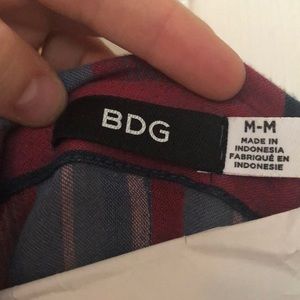 BDG
M-M
MADE IN
INDONESIA
FABRIQUÉ EN
INDONESIE